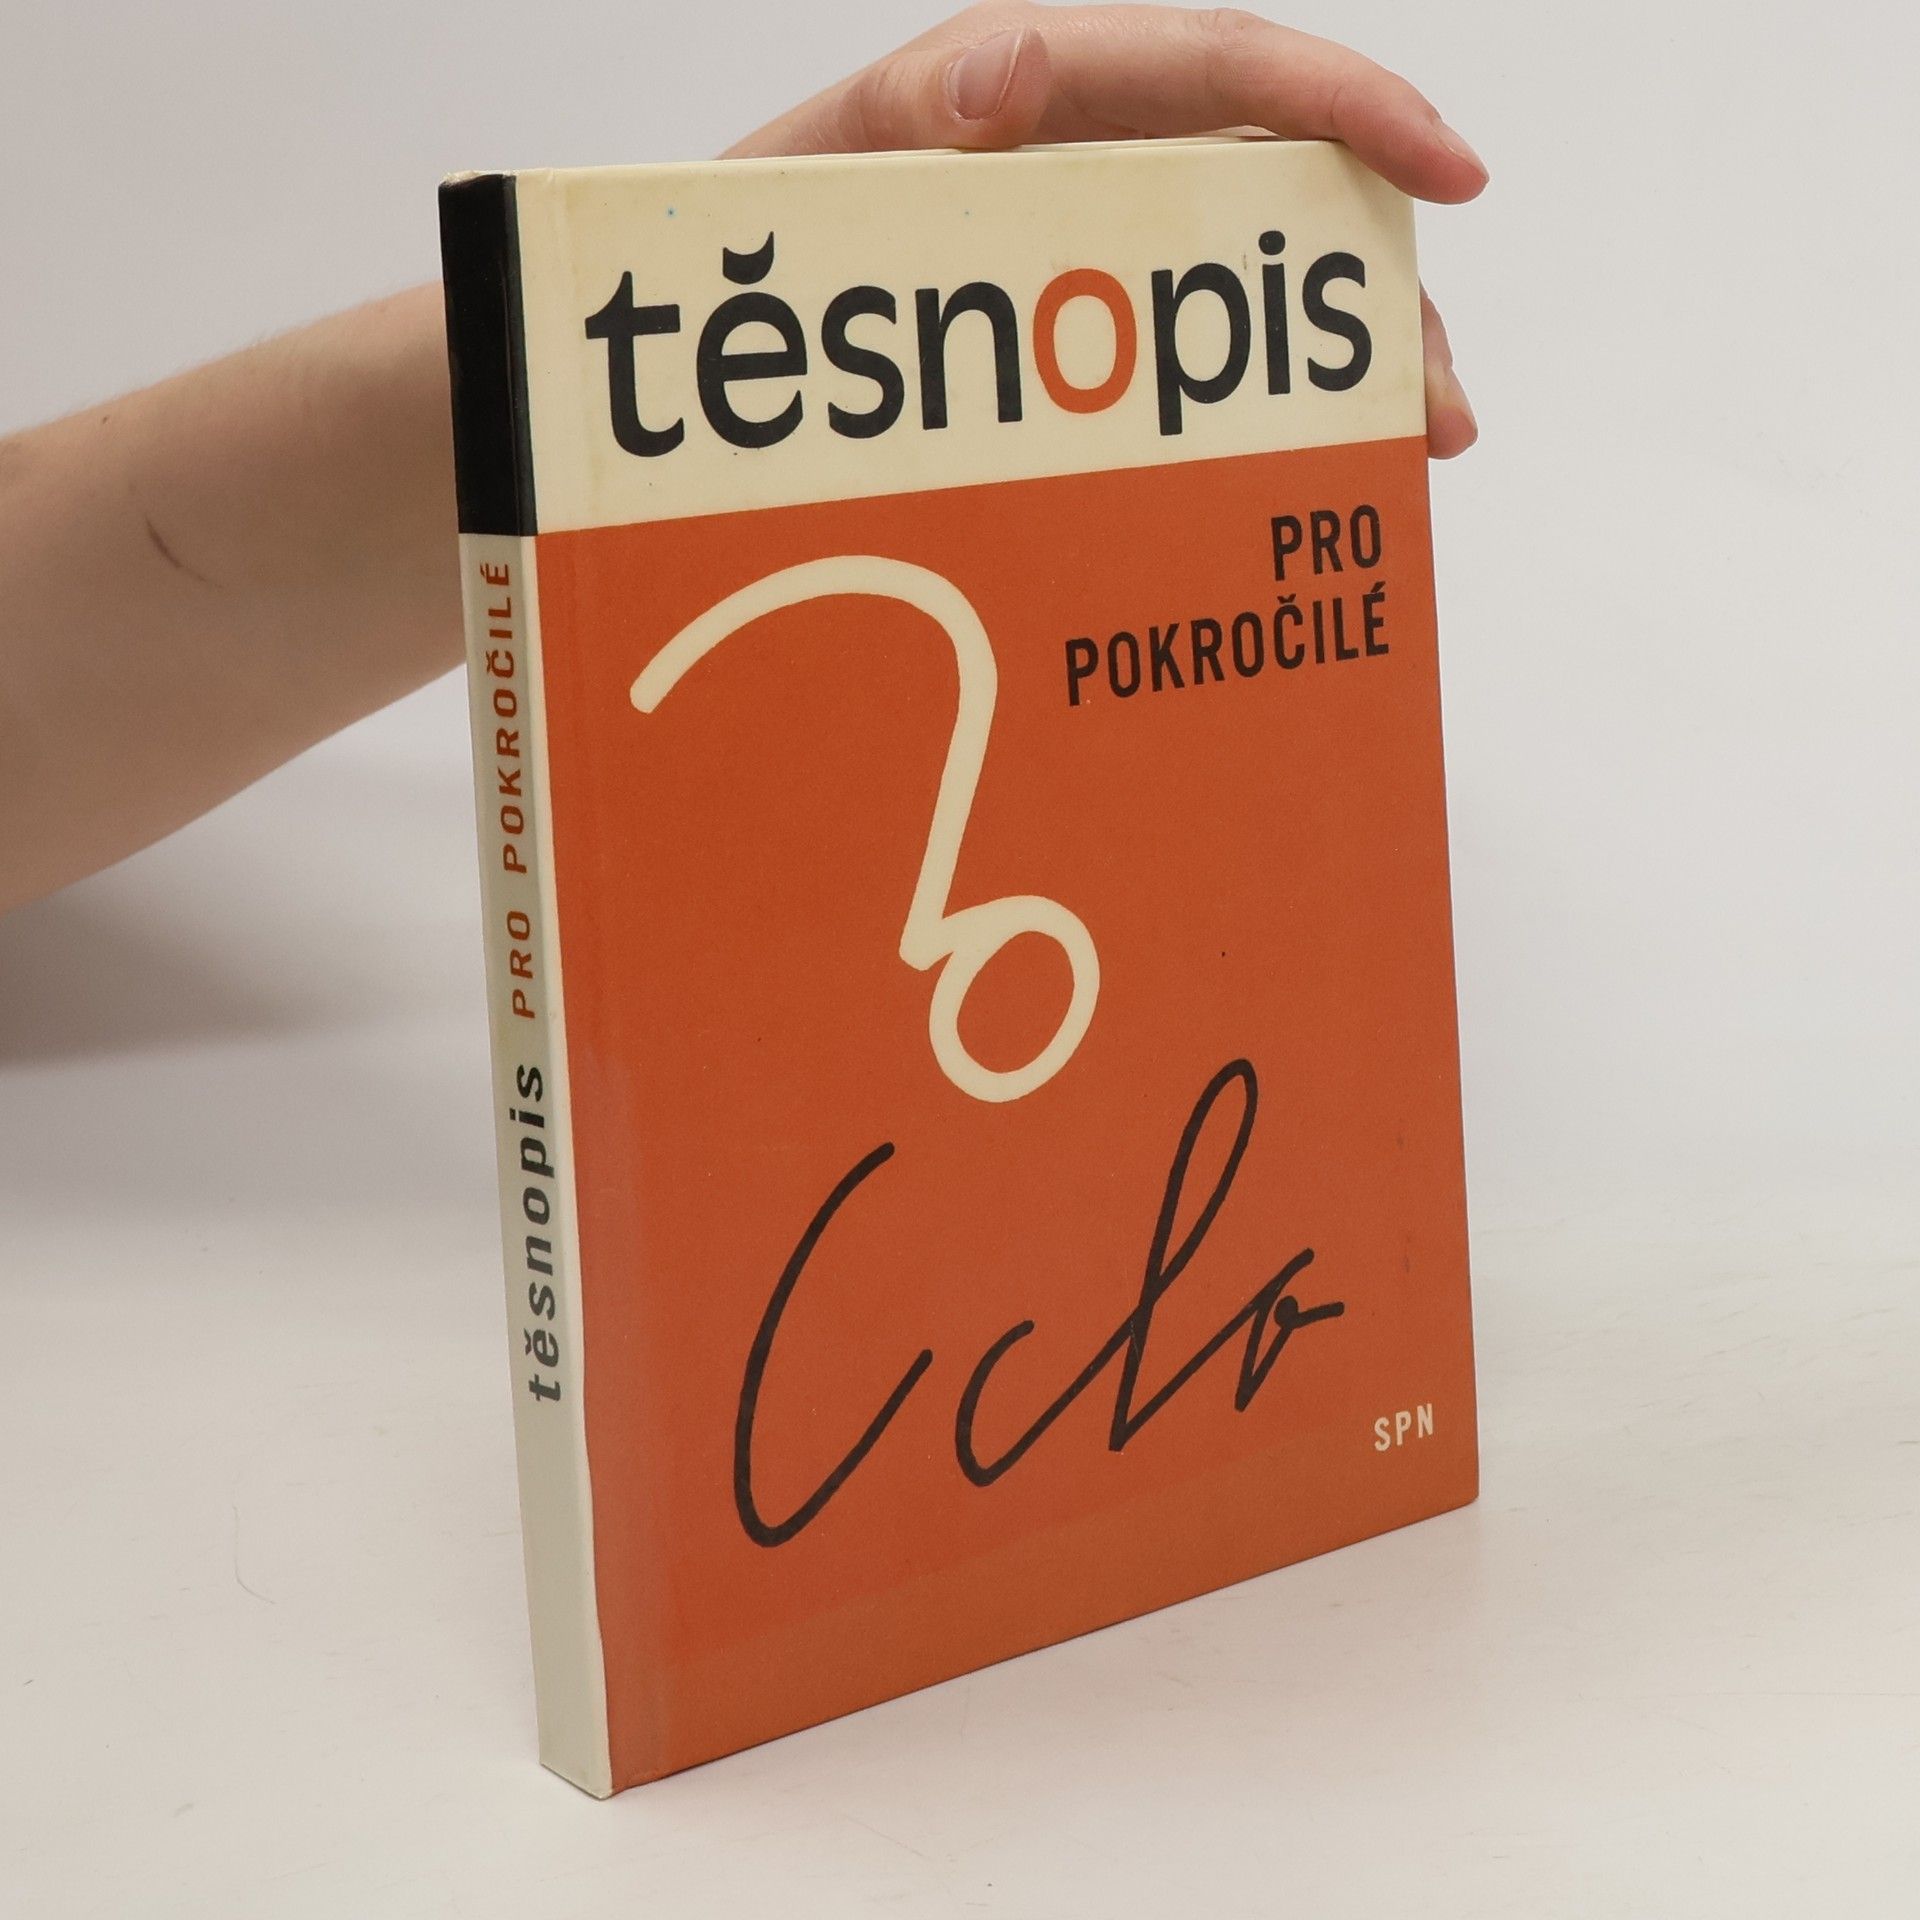 těsnopis
PRO
POKROČILÉ
SPN
těsnopis PRO POKROČILÉ